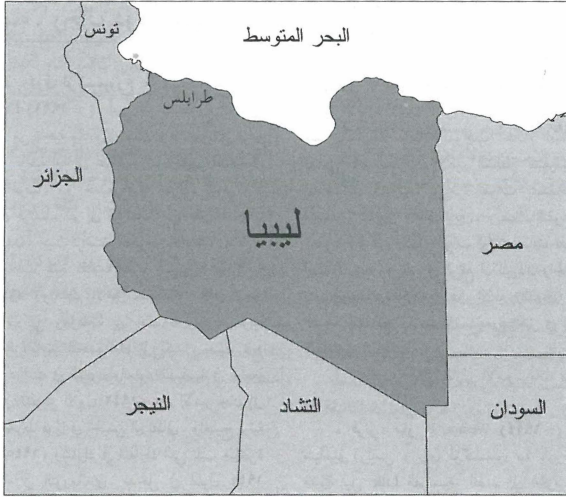 تونس
البحر المتوسط
طرابلس
الجزائر
ليبيا
مصر
النيجر
التشاد
السودان